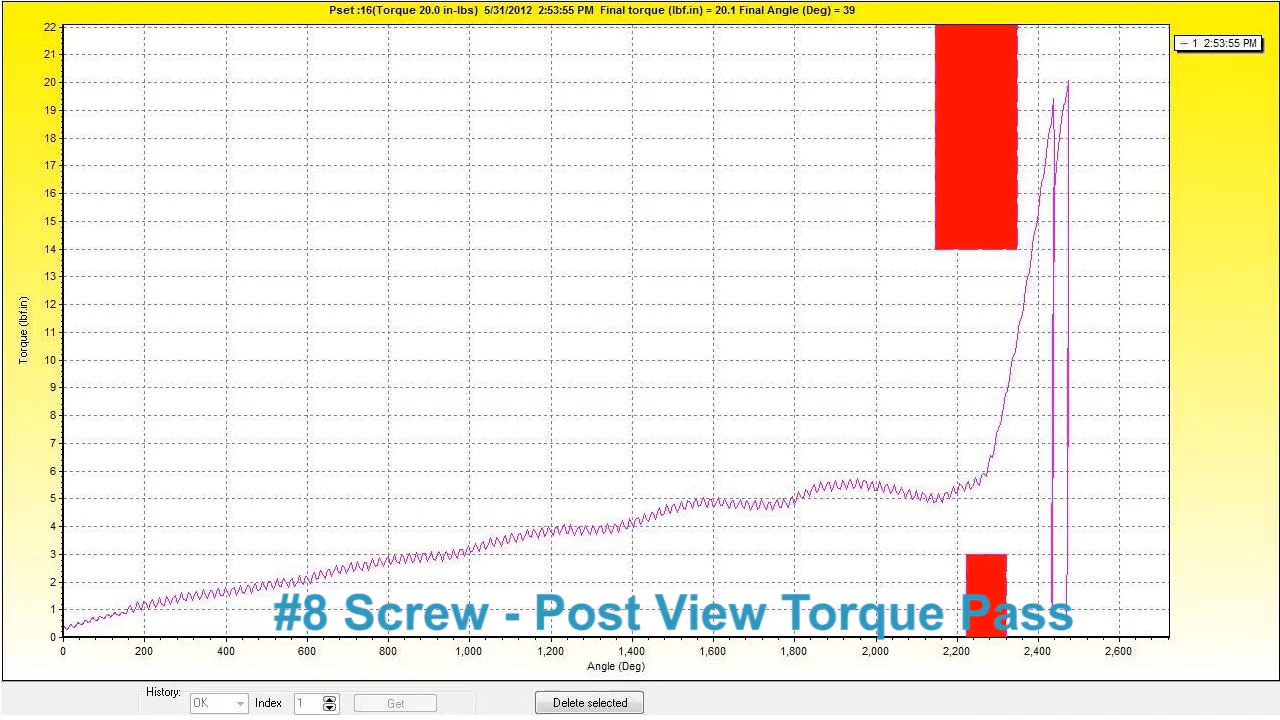 Pset :16(Torque 20.0 in-lbs)  5/31/2012  2:53:55 PM  Final torque (lbf.in) = 20.1 Final Angle (Deg) = 39
1  2:53:55 PM
22
21
20
19
18
17
16
15
14
13
12
11
10
9
8
7
6
5
4
3
2
1
0
Torque (lbf.in)
#8 Screw - Post View Torque Pass
0 200 400 600 800 1,000 1,200 1,400 1,600 1,800 2,000 2,200 2,400 2,600
Angle (Deg)
History:
OK Index 1 Get Delete selected